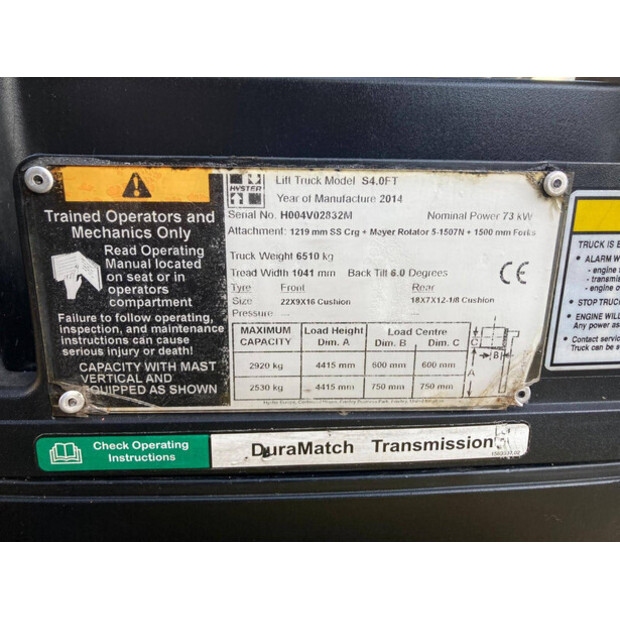 Trained Operators and
Mechanics Only
Read Operating
Manual located
on seat or in
operators
compartment
Failure to follow operating,
inspection, and maintenance
instructions can cause
serious injury or death!
CAPACITY WITH MAST
VERTICAL AND
EQUIPPED AS SHOWN
HYSTER
Lift Truck Model S4.0FT
Year of Manufacture 2014
Serial No. H004V02832M Nominal Power 73 kW
Attachment: 1219 mm SS Crg + Mayer Rotator 5-1507N + 1500 mm Forks
Truck Weight 6510 kg
Tread Width 1041 mm Back Tilt 6.0 Degrees
CE
Tyre Front Rear
Size 22X9X16 Cushion 18X7X12-1/8 Cushion
Pressure
MAXIMUM CAPACITY Load Height Dim. A Load Centre Dim. B Dim. C
2920 kg 4415 mm 600 mm 600 mm
2530 kg 4415 mm 750 mm 750 mm
C
B
A
Check Operating
Instructions
DuraMatch Transmission
TRUCK IS E
• ALARM W
- engine
- transmis
- engine o
• STOP TRUCK
• ENGINE WILL
Any power as
• Contact servic
Truck can be s